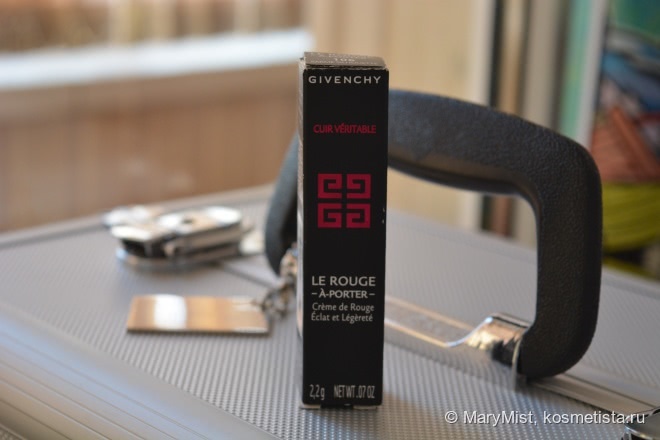 GIVENCHY
CUIR VÉRITABLE
LE ROUGE
-À-PORTER-
Crème de Rouge
Éclat et Légèreté
2,2g NET WT .07 OZ
© MaryMist, kosmetista.ru